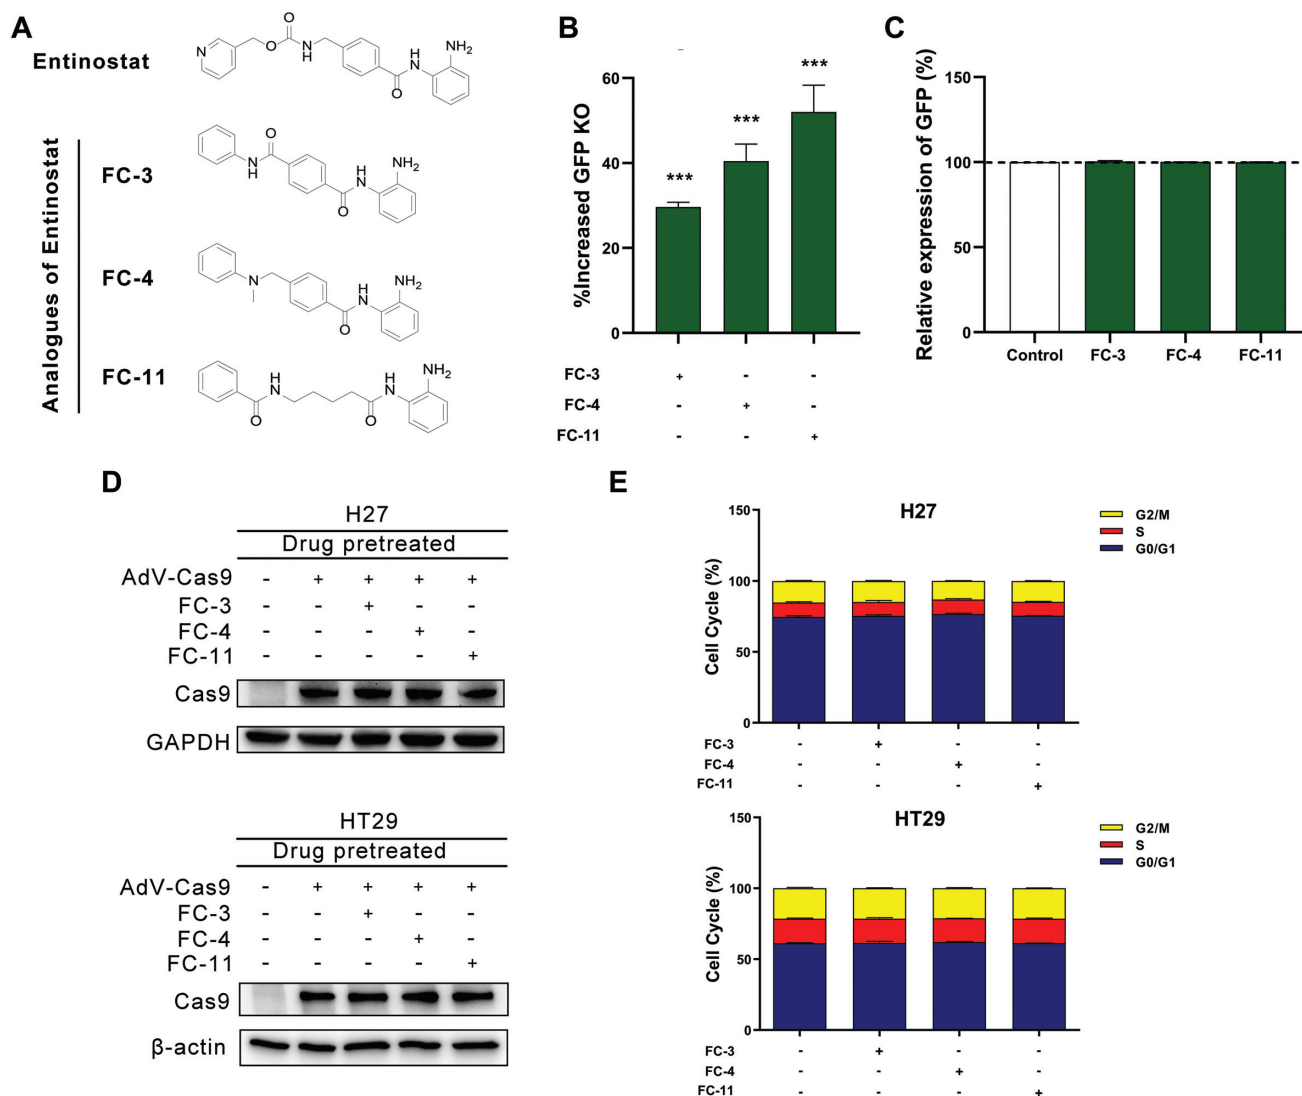 A
Entinostat
Analogues of Entinostat
FC-3
FC-4
FC-11
N
O
O
N
H
NH2
H
N
O
O
N
H
NH2
H
N
O
N
NH2
H
N
O
H
N
O
NH2
H
N
O
B
%Increased GFP KO
60
40
20
0
***
***
***
FC-3 + - -
FC-4 - + -
FC-11 - - +
C
Relative expression of GFP (%)
150
100
50
0
Control FC-3 FC-4 FC-11
D
H27
Drug pretreated
AdV-Cas9 - + + + +
FC-3 - - + - -
FC-4 - - - + -
FC-11 - - - - +
Cas9
GAPDH
HT29
Drug pretreated
AdV-Cas9 - + + + +
FC-3 - - + - -
FC-4 - - - + -
FC-11 - - - - +
Cas9
β-actin
E
H27
Cell Cycle (%)
150
100
50
0
G2/M
S
G0/G1
FC-3 - + - -
FC-4 - - + -
FC-11 - - - +
HT29
Cell Cycle (%)
150
100
50
0
G2/M
S
G0/G1
FC-3 - + - -
FC-4 - - + -
FC-11 - - - +